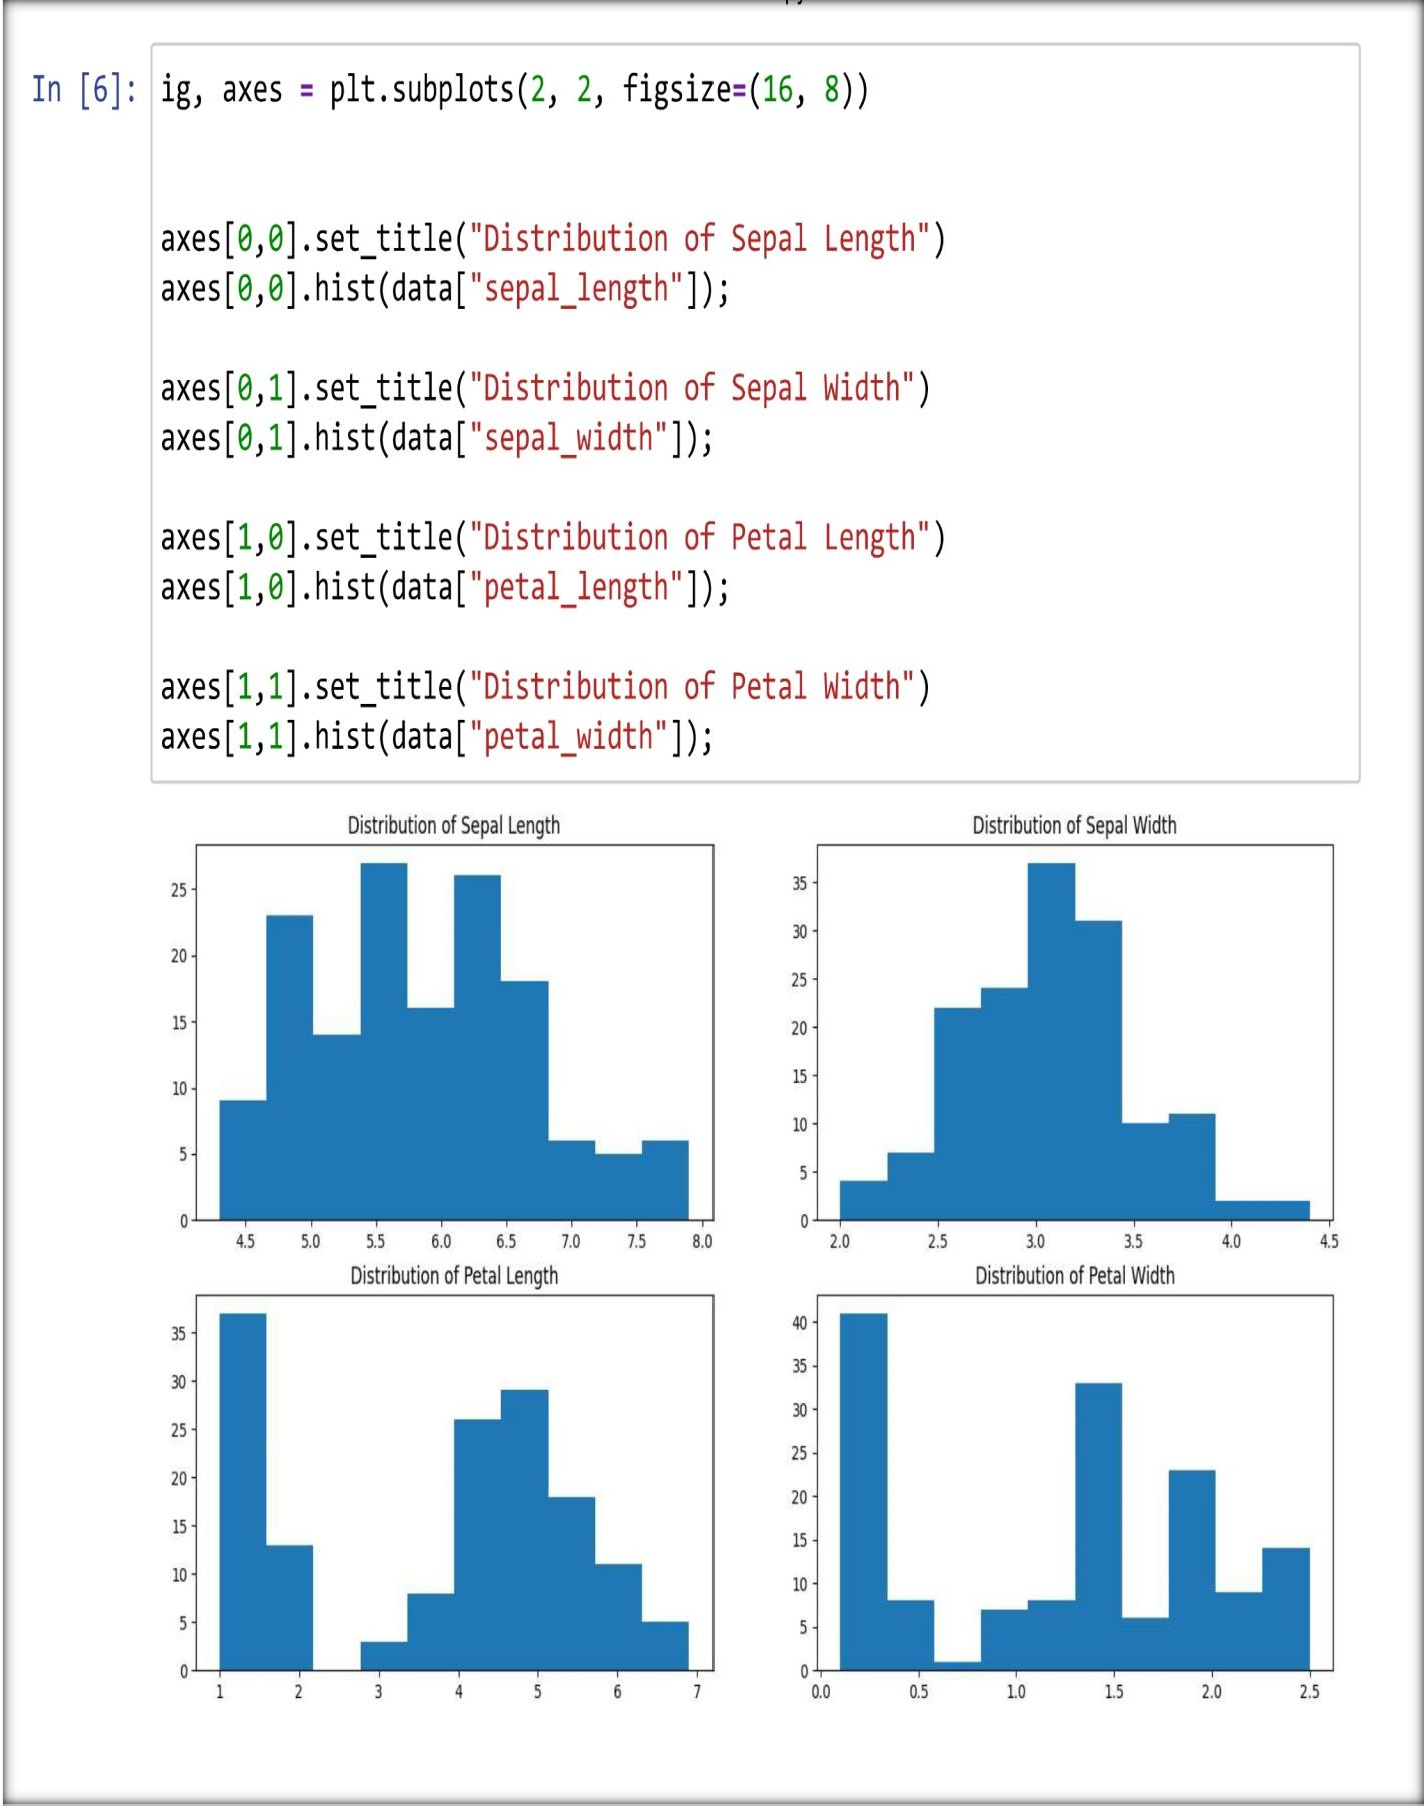 In [6]: ig, axes = plt.subplots(2, 2, figsize=(16, 8))
axes[0,0].set_title("Distribution of Sepal Length")
axes[0,0].hist(data["sepal_length"]);
axes[0,1].set_title("Distribution of Sepal Width")
axes[0,1].hist(data["sepal_width"]);
axes[1,0].set_title("Distribution of Petal Length")
axes[1,0].hist(data["petal_length"]);
axes[1,1].set_title("Distribution of Petal Width")
axes[1,1].hist(data["petal_width"]);
Distribution of Sepal Length
25
20
15
10
5
0
4.5 5.0 5.5 6.0 6.5 7.0 7.5 8.0
Distribution of Sepal Width
35
30
25
20
15
10
5
0
2.0 2.5 3.0 3.5 4.0 4.5
Distribution of Petal Length
35
30
25
20
15
10
5
0
1 2 3 4 5 6 7
Distribution of Petal Width
40
35
30
25
20
15
10
5
0
0.0 0.5 1.0 1.5 2.0 2.5